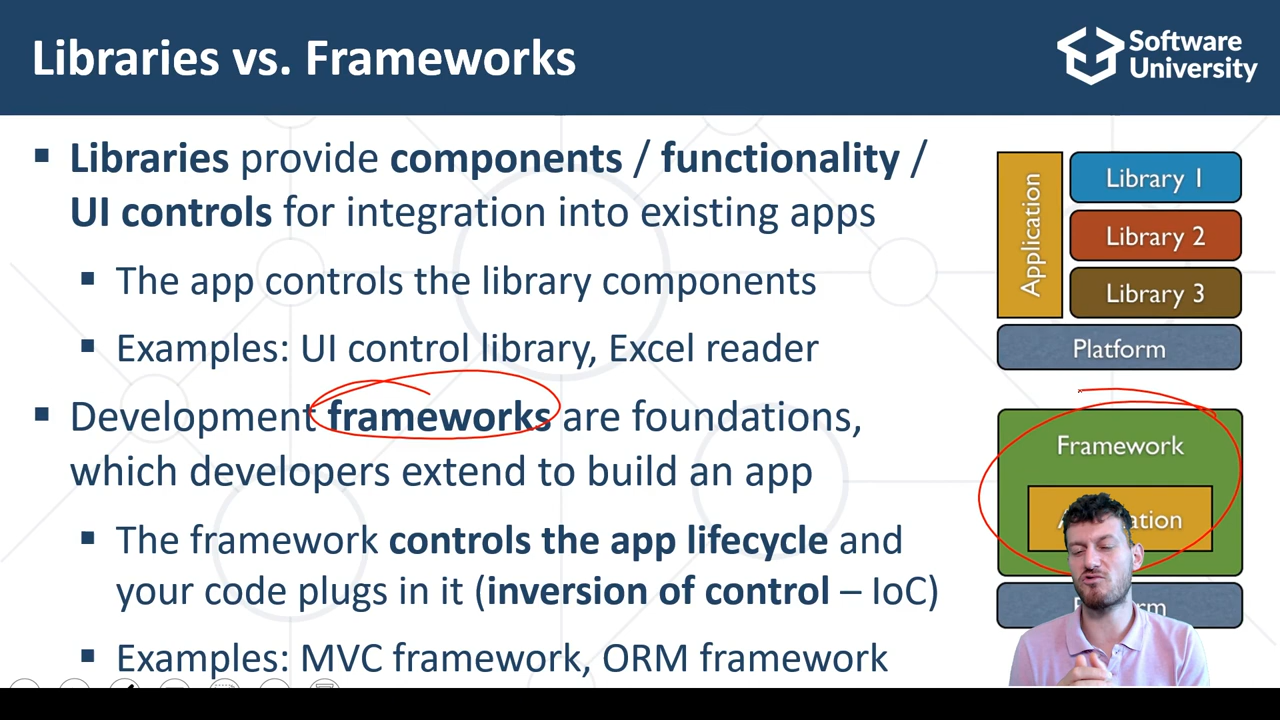 Libraries vs. Frameworks
Software
University
▪ Libraries provide components / functionality /
UI controls for integration into existing apps
▪ The app controls the library components
▪ Examples: UI control library, Excel reader
▪ Development frameworks are foundations,
which developers extend to build an app
▪ The framework controls the app lifecycle and
your code plugs in it (inversion of control – IoC)
▪ Examples: MVC framework, ORM framework
Application
Library 1
Library 2
Library 3
Platform
Framework